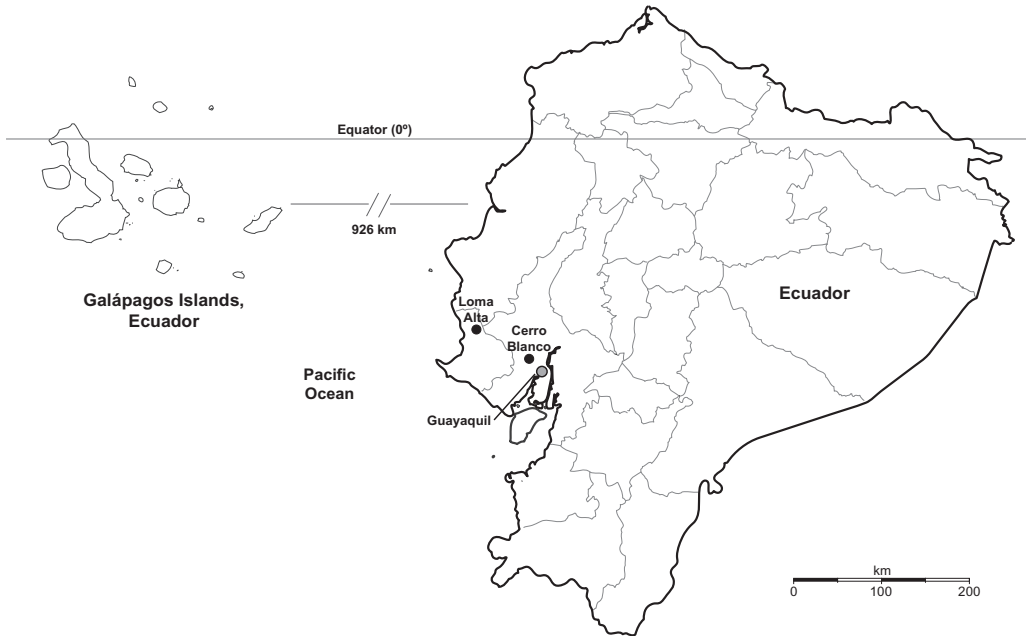 Equator (0º)
926 km
Galápagos Islands,
Ecuador
Loma
Alta
Ecuador
Cerro
Blanco
Pacific
Ocean
Guayaquil
km
0 100 200